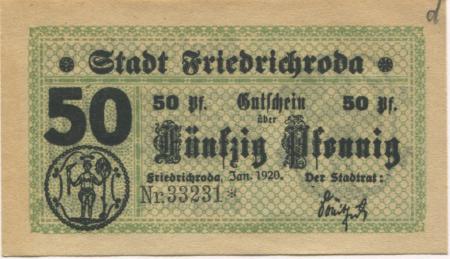 d
* Stadt Friedrichroda *
50
50 Pf. Gutschein 50 Pf.
über
Fünfzig Pfennig
Friedrichroda, Jan. 1920. Der Stadtrat:
Nr. 33231 *